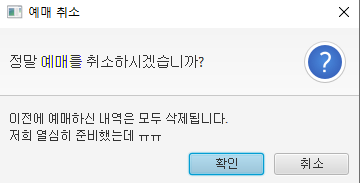 예매 취소
정말 예매를 취소하시겠습니까?
이전에 예매하신 내역은 모두 삭제됩니다.
저희 열심히 준비했는데 ㅠㅠ
확인
취소